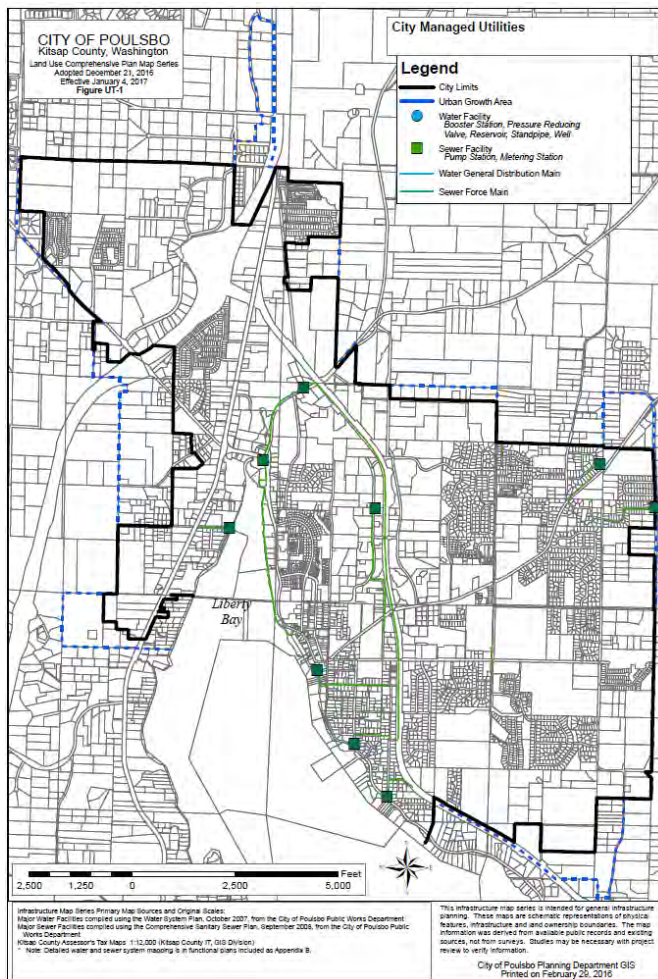 CITY OF POULSBO
Kitsap County, Washington
Land Use Comprehensive Plan Map Series
Adopted December 21, 2016
Effective January 4, 2017
Figure UT-1
City Managed Utilities
Legend
City Limits
Urban Growth Area
Water Facility
Booster Station, Pressure Reducing
Valve, Reservoir, Standpipe, Well
Sewer Facility
Pump Station, Metering Station
Water General Distribution Main
Sewer Force Main
Liberty
Bay
Feet
2,500 1,250 0 2,500 5,000
Infrastructure Map Series Primary Map Sources and Original Scales:
Major Water Facilities compiled using the Water System Plan, October 2007, from the City of Poulsbo Public Works Department
Major Sewer Facilities compiled using the Comprehensive Sanitary Sewer Plan, September 2008, from the City of Poulsbo Public
Works Department
Kitsap County Assessor's Tax Maps 1:12,000 (Kitsap County IT, GIS Division)
* Note: Detailed water and sewer system mapping is in functional plans included as Appendix B.
This infrastructure map series is intended for general infrastructure
planning. These maps are schematic representations of physical
features, infrastructure and land ownership boundaries. The map
information was derived from available public records and existing
sources, not from surveys. Studies may be necessary with project
review to verify information.
City of Poulsbo Planning Department GIS
Printed on February 29, 2016